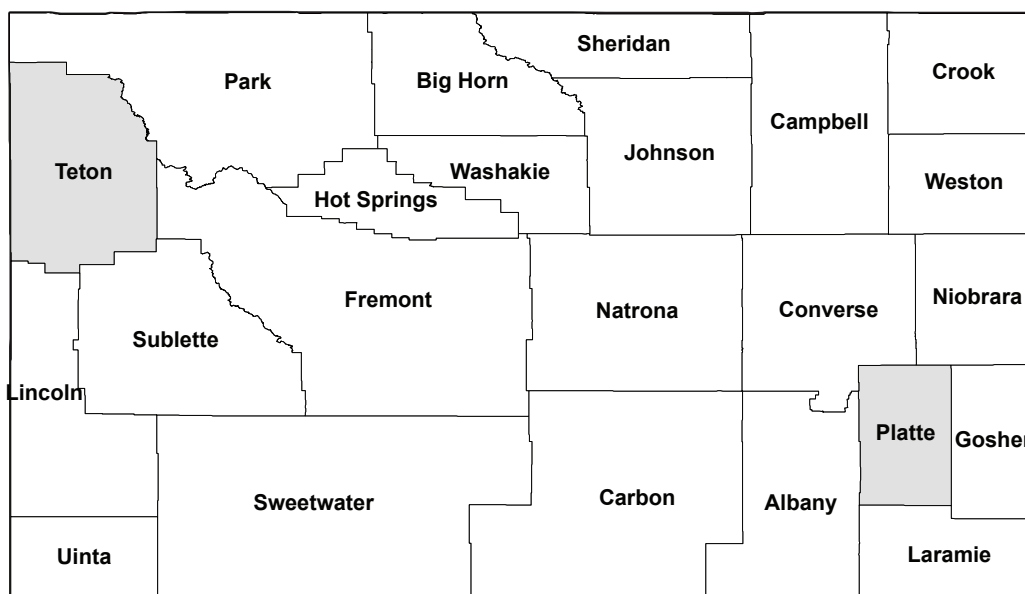 Sheridan
Park
Big Horn
Crook
Campbell
Johnson
Teton
Washakie
Weston
Hot Springs
Fremont
Natrona
Converse
Niobrara
Sublette
Lincoln
Platte
Goshen
Sweetwater
Carbon
Albany
Uinta
Laramie